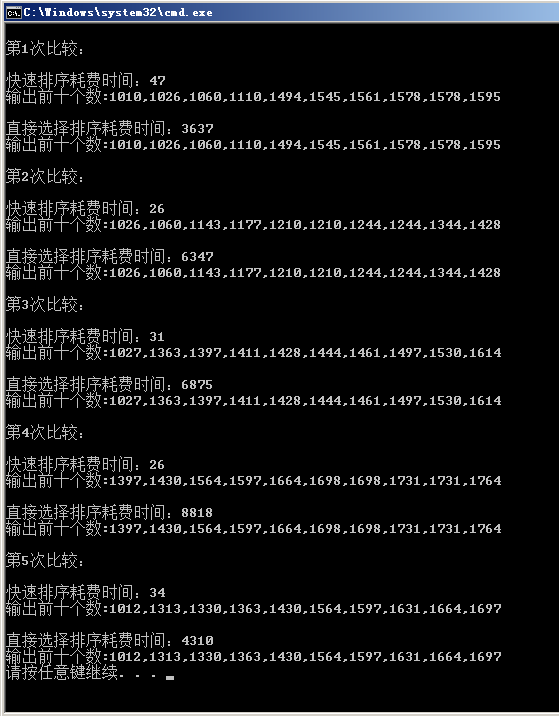 C:\Windows\system32\cmd.exe
第1次比较：
快速排序耗费时间：47
输出前十个数:1010,1026,1060,1110,1494,1545,1561,1578,1578,1595
直接选择排序耗费时间：3637
输出前十个数:1010,1026,1060,1110,1494,1545,1561,1578,1578,1595
第2次比较：
快速排序耗费时间：26
输出前十个数:1026,1060,1143,1177,1210,1210,1244,1244,1344,1428
直接选择排序耗费时间：6347
输出前十个数:1026,1060,1143,1177,1210,1210,1244,1244,1344,1428
第3次比较：
快速排序耗费时间：31
输出前十个数:1027,1363,1397,1411,1428,1444,1461,1497,1530,1614
直接选择排序耗费时间：6875
输出前十个数:1027,1363,1397,1411,1428,1444,1461,1497,1530,1614
第4次比较：
快速排序耗费时间：26
输出前十个数:1397,1430,1564,1597,1664,1698,1698,1731,1731,1764
直接选择排序耗费时间：8818
输出前十个数:1397,1430,1564,1597,1664,1698,1698,1731,1731,1764
第5次比较：
快速排序耗费时间：34
输出前十个数:1012,1313,1330,1363,1430,1564,1597,1631,1664,1697
直接选择排序耗费时间：4310
输出前十个数:1012,1313,1330,1363,1430,1564,1597,1631,1664,1697
请按任意键继续. . .